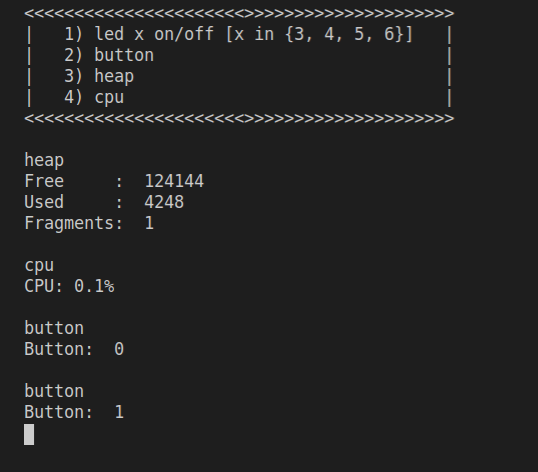 <<<<<<<<<<<<<<<<<<<<<<>>>>>>>>>>>>>>>>>>>>>
|   1) led x on/off [x in {3, 4, 5, 6}]   |
|   2) button                             |
|   3) heap                               |
|   4) cpu                                |
<<<<<<<<<<<<<<<<<<<<<<>>>>>>>>>>>>>>>>>>>>>
heap
Free     :  124144
Used     :  4248
Fragments:  1
cpu
CPU: 0.1%
button
Button:  0
button
Button:  1